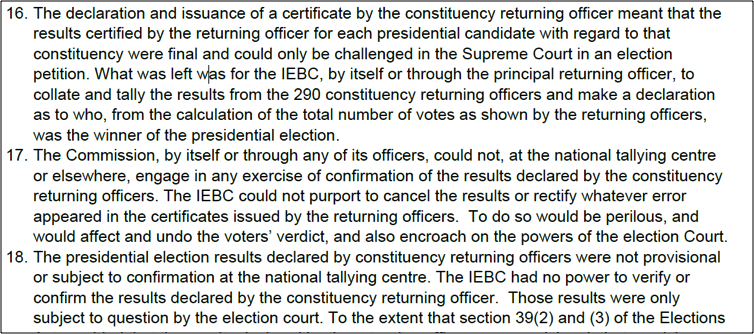 16. The declaration and issuance of a certificate by the constituency returning officer meant that the
results certified by the returning officer for each presidential candidate with regard to that
constituency were final and could only be challenged in the Supreme Court in an election
petition. What was left was for the IEBC, by itself or through the principal returning officer, to
collate and tally the results from the 290 constituency returning officers and make a declaration
as to who, from the calculation of the total number of votes as shown by the returning officers,
was the winner of the presidential election.
17. The Commission, by itself or through any of its officers, could not, at the national tallying centre
or elsewhere, engage in any exercise of confirmation of the results declared by the constituency
returning officers. The IEBC could not purport to cancel the results or rectify whatever error
appeared in the certificates issued by the returning officers. To do so would be perilous, and
would affect and undo the voters' verdict, and also encroach on the powers of the election Court.
18. The presidential election results declared by constituency returning officers were not provisional
or subject to confirmation at the national tallying centre. The IEBC had no power to verify or
confirm the results declared by the constituency returning officer. Those results were only
subject to question by the election court. To the extent that section 39(2) and (3) of the Elections